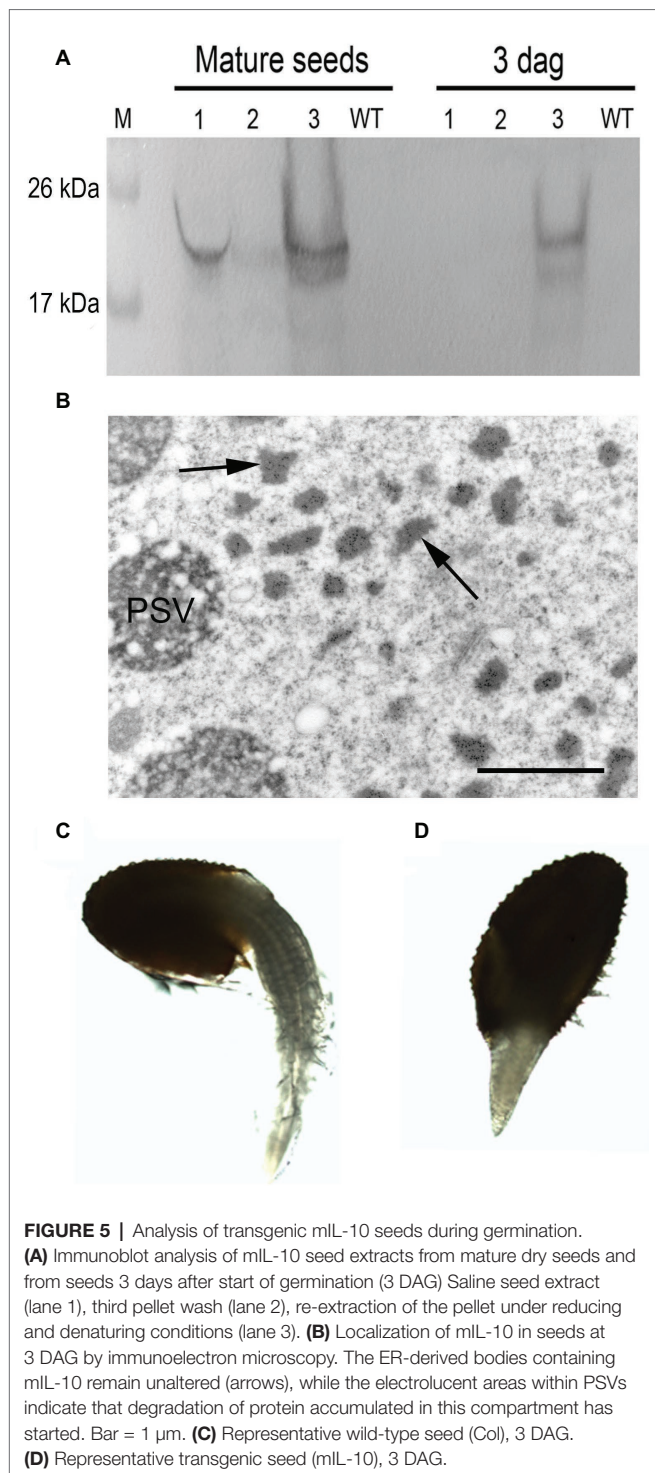 A
Mature seeds 3 dag
M 1 2 3 WT 1 2 3 WT
26 kDa
17 kDa
B
PSV
C D
FIGURE 5 | Analysis of transgenic mIL-10 seeds during germination.
(A) Immunoblot analysis of mIL-10 seed extracts from mature dry seeds and
from seeds 3 days after start of germination (3 DAG) Saline seed extract
(lane 1), third pellet wash (lane 2), re-extraction of the pellet under reducing
and denaturing conditions (lane 3). (B) Localization of mIL-10 in seeds at
3 DAG by immunoelectron microscopy. The ER-derived bodies containing
mIL-10 remain unaltered (arrows), while the electrolucent areas within PSVs
indicate that degradation of protein accumulated in this compartment has
started. Bar = 1 μm. (C) Representative wild-type seed (Col), 3 DAG.
(D) Representative transgenic seed (mIL-10), 3 DAG.